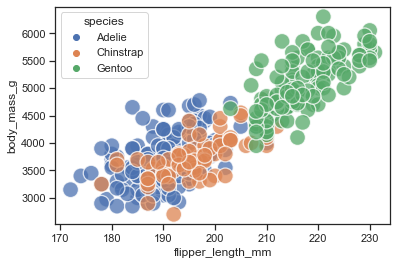 species
Adelie
Chinstrap
Gentoo
6000
5500
5000
4500
4000
3500
3000
body_mass_g
170 180 190 200 210 220 230
flipper_length_mm